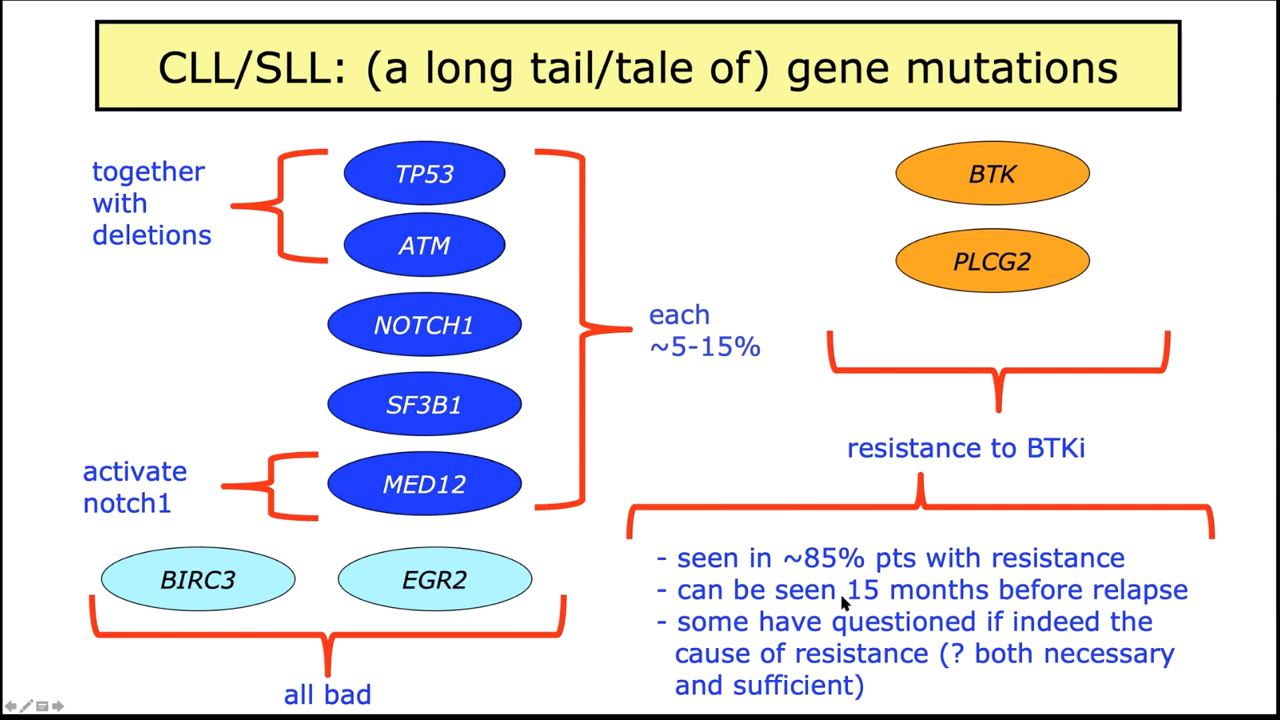 CLL/SLL: (a long tail/tale of) gene mutations
together
with
deletions
TP53
ATM
NOTCH1
SF3B1
MED12
activate
notch1
each
~5-15%
BIRC3
EGR2
all bad
BTK
PLCG2
resistance to BTKi
- seen in ~85% pts with resistance
- can be seen 15 months before relapse
- some have questioned if indeed the
cause of resistance (? both necessary
and sufficient)